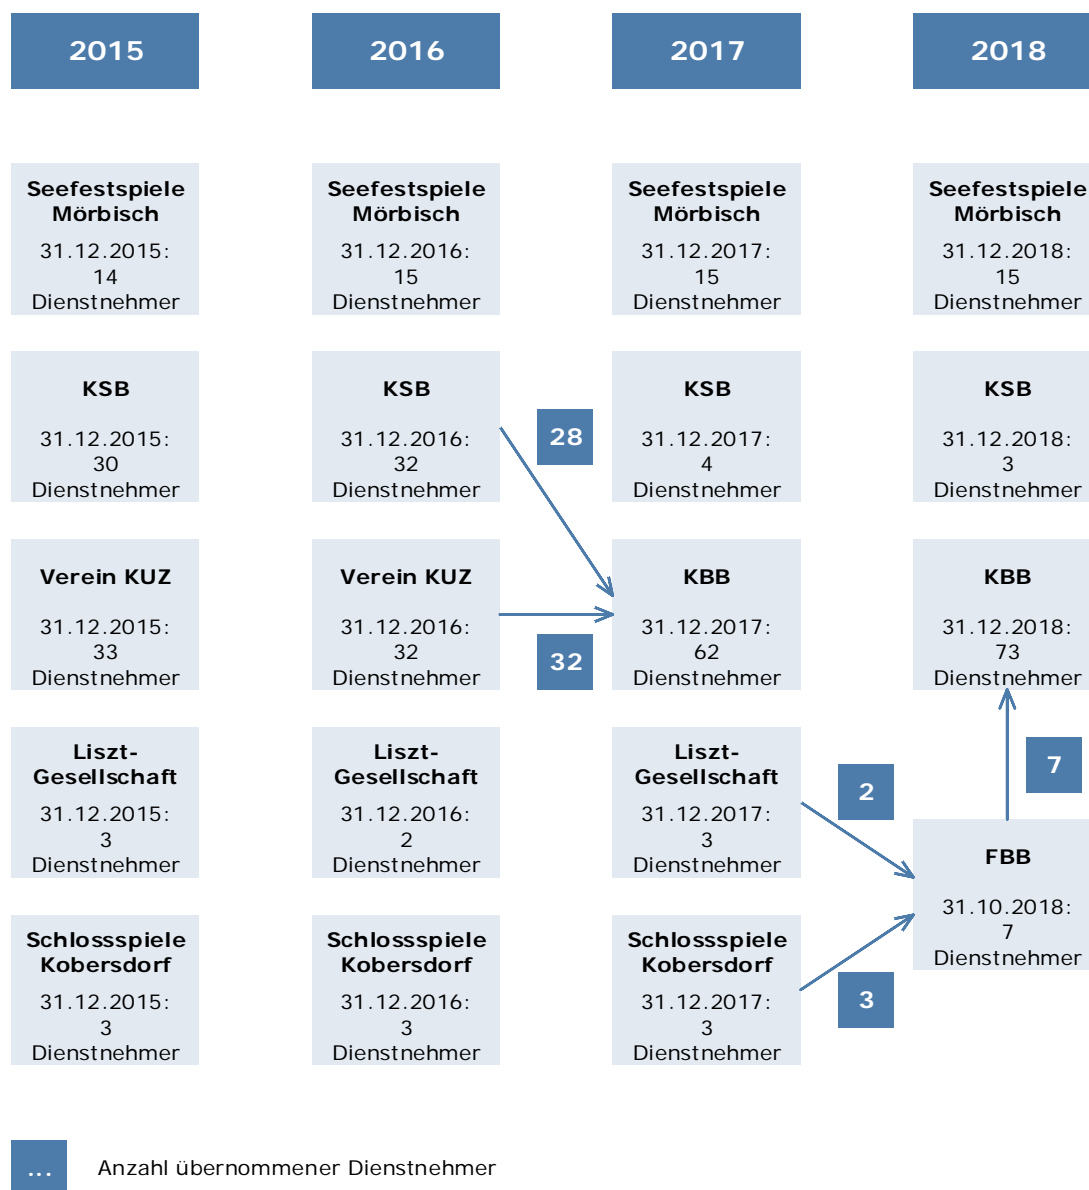 2015
2016
2017
2018
Seefestspiele
Mörbisch
31.12.2015:
14
Dienstnehmer
Seefestspiele
Mörbisch
31.12.2016:
15
Dienstnehmer
Seefestspiele
Mörbisch
31.12.2017:
15
Dienstnehmer
Seefestspiele
Mörbisch
31.12.2018:
15
Dienstnehmer
KSB
31.12.2015:
30
Dienstnehmer
KSB
31.12.2016:
32
Dienstnehmer
28
KSB
31.12.2017:
4
Dienstnehmer
KSB
31.12.2018:
3
Dienstnehmer
Verein KUZ
31.12.2015:
33
Dienstnehmer
Verein KUZ
31.12.2016:
32
Dienstnehmer
32
KBB
31.12.2017:
62
Dienstnehmer
KBB
31.12.2018:
73
Dienstnehmer
Liszt-
Gesellschaft
31.12.2015:
3
Dienstnehmer
Liszt-
Gesellschaft
31.12.2016:
2
Dienstnehmer
Liszt-
Gesellschaft
31.12.2017:
3
Dienstnehmer
2
7
FBB
31.10.2018:
7
Dienstnehmer
Schlossspiele
Kobersdorf
31.12.2015:
3
Dienstnehmer
Schlossspiele
Kobersdorf
31.12.2016:
3
Dienstnehmer
Schlossspiele
Kobersdorf
31.12.2017:
3
Dienstnehmer
3
... Anzahl übernommener Dienstnehmer